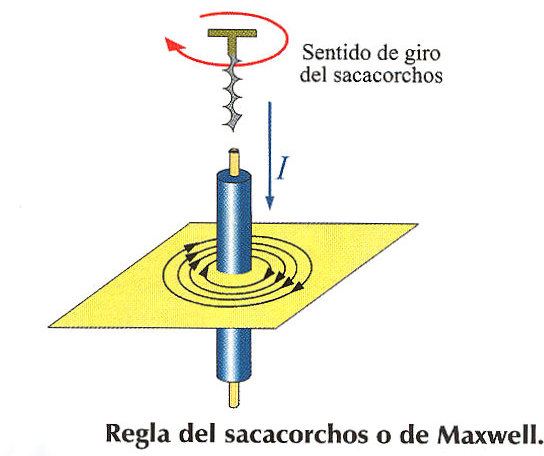 Sentido de giro
del sacacorchos
I
Regla del sacacorchos o de Maxwell.